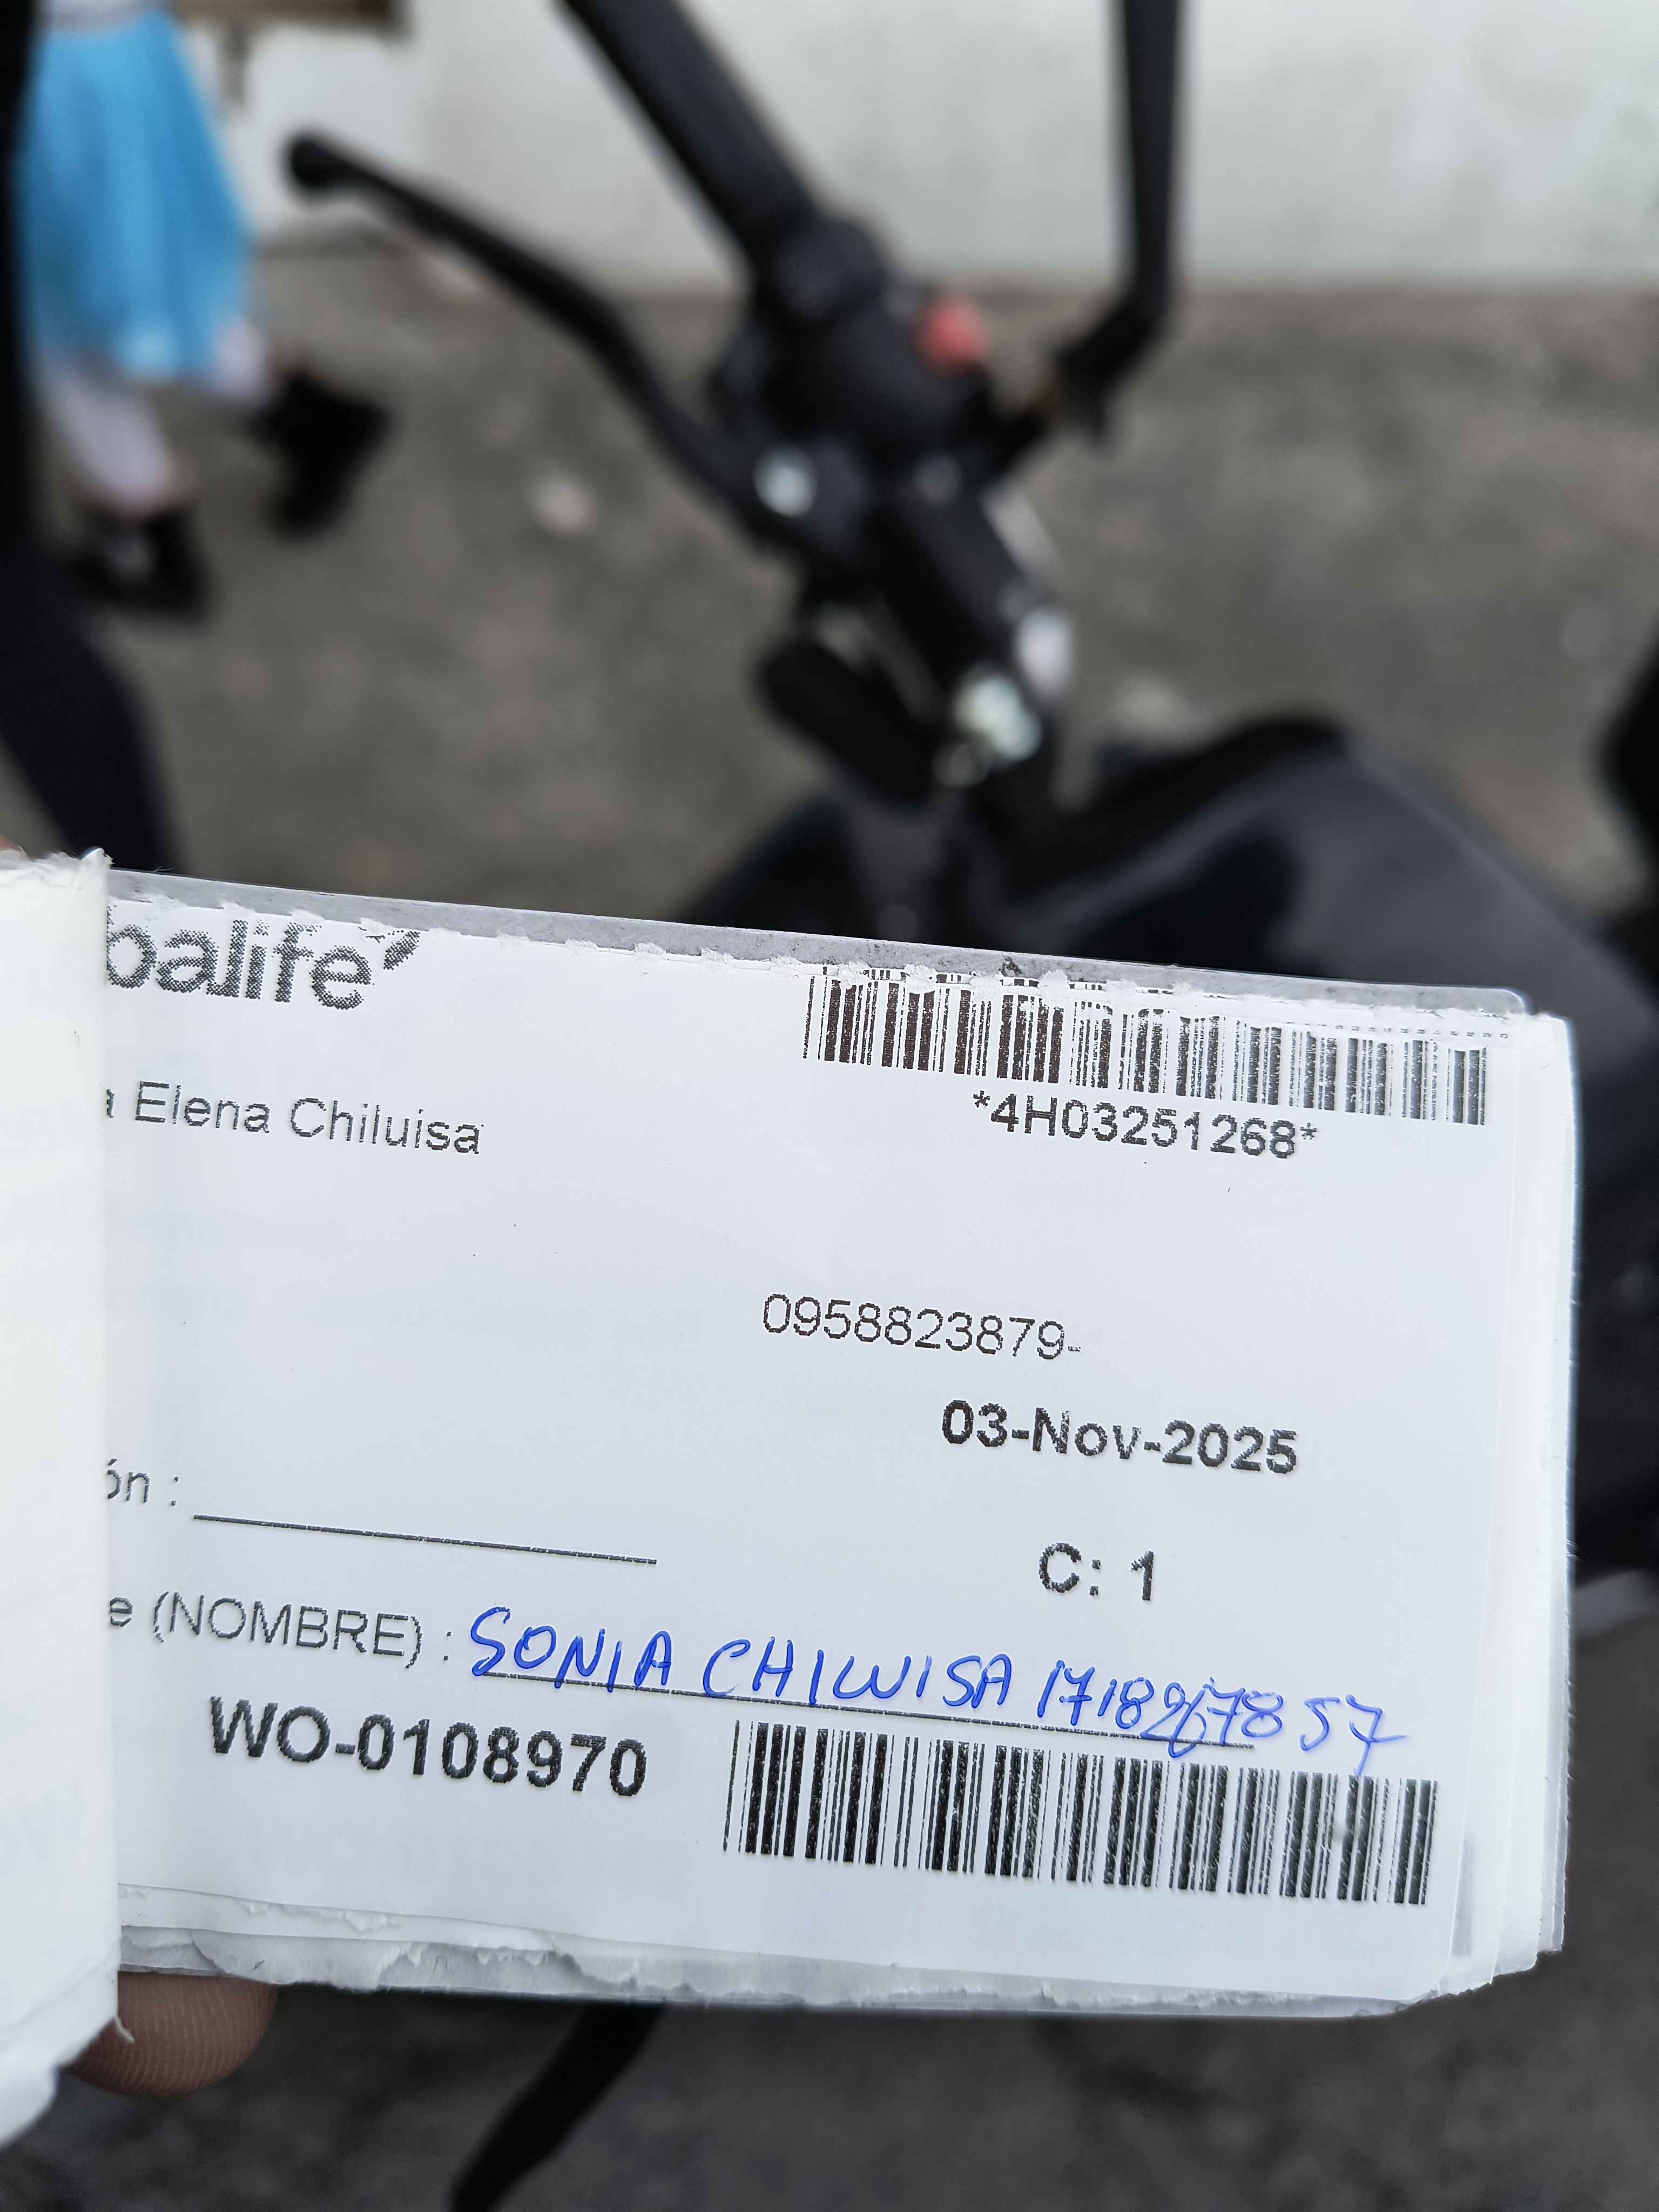 balife
a Elena Chiluisa
*4H03251268*
0958823879-
03-Nov-2025
ón :
C: 1
e (NOMBRE) : SONIA CHILUISA
WO-0108970